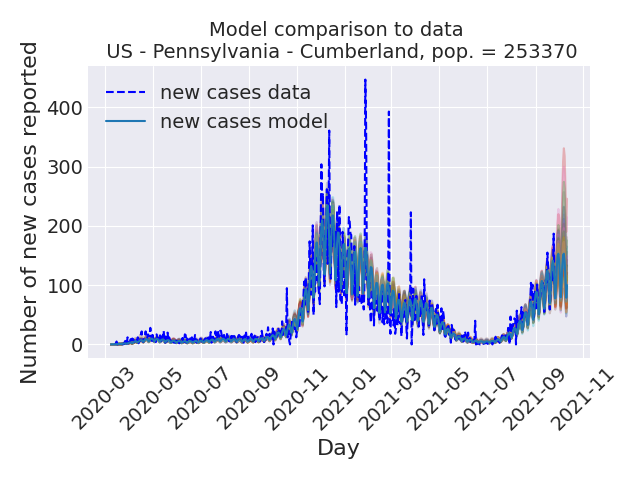 Model comparison to data
US - Pennsylvania - Cumberland, pop. = 253370
Number of new cases reported
400
300
200
100
0
new cases data
new cases model
2020-03
2020-05
2020-07
2020-09
2020-11
2021-01
2021-03
2021-05
2021-07
2021-09
2021-11
Day